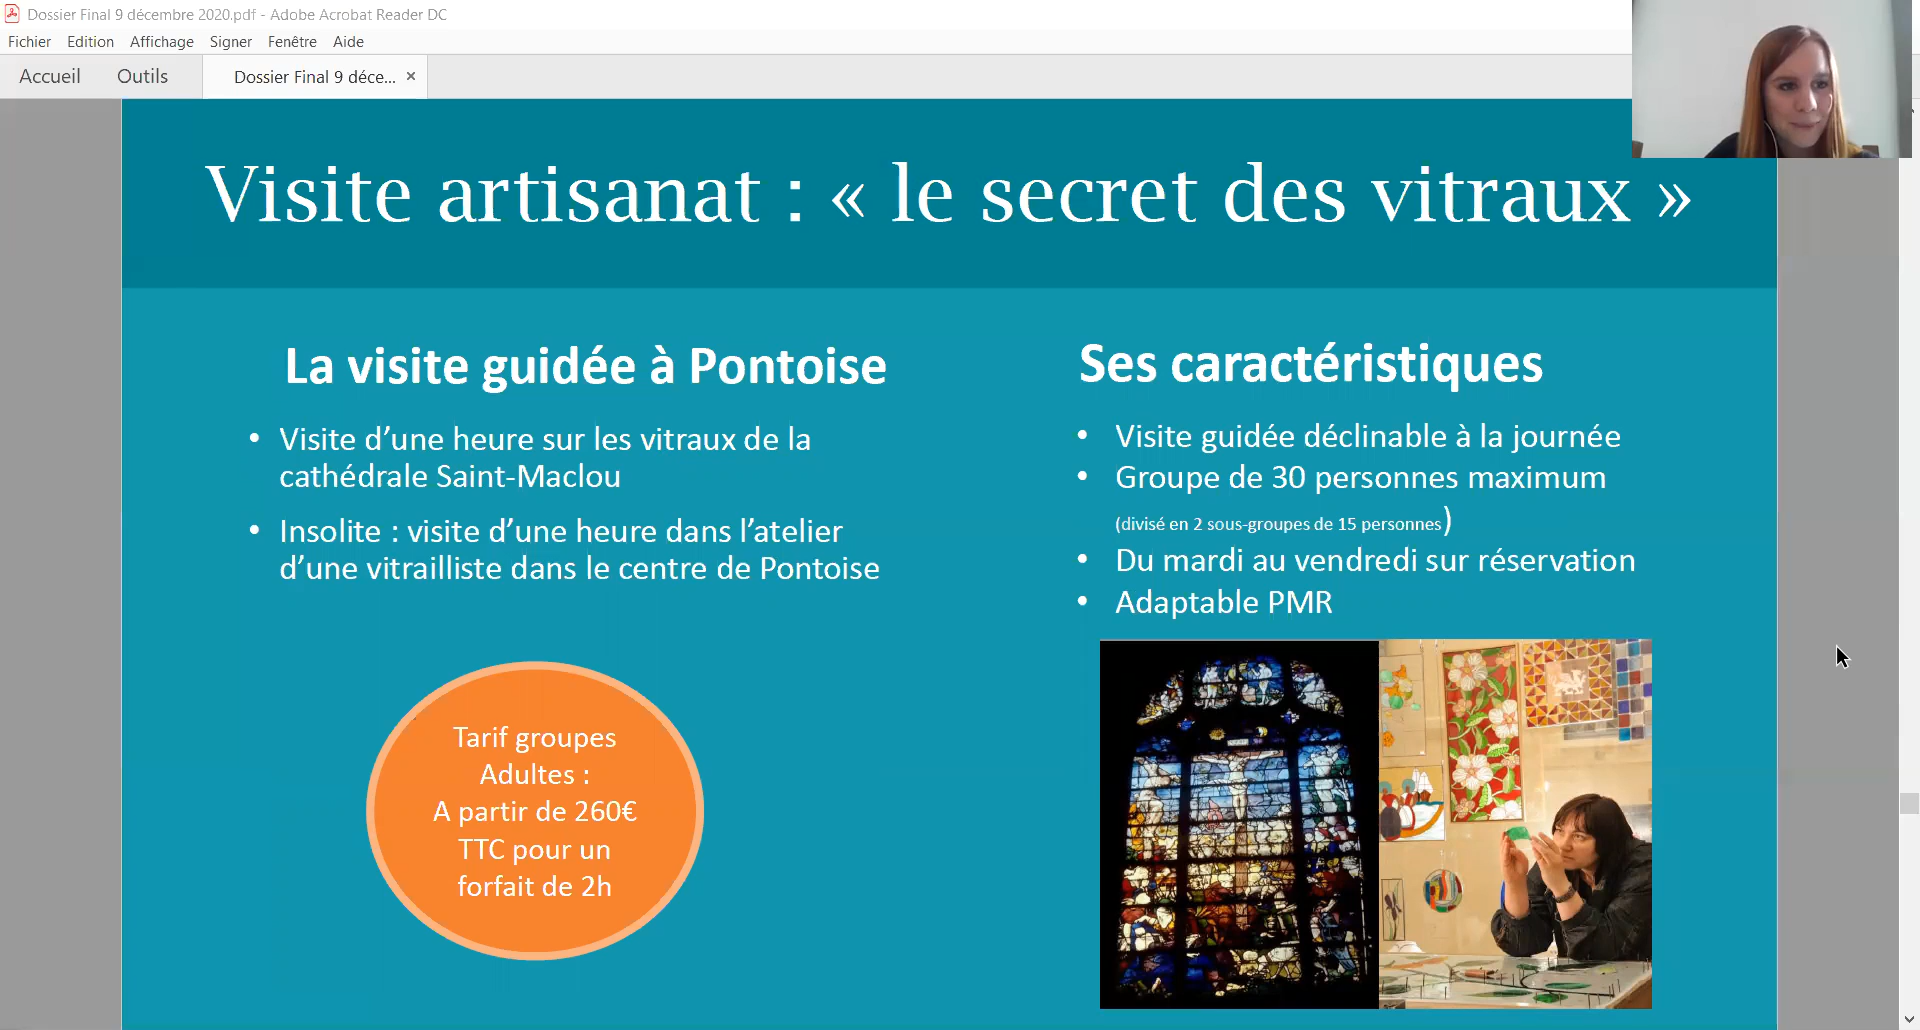 Dossier Final 9 décembre 2020.pdf - Adobe Acrobat Reader DC
Fichier Edition Affichage Signer Fenêtre Aide
Accueil Outils Dossier Final 9 déce... ×
Visite artisanat : « le secret des vitraux »
La visite guidée à Pontoise
• Visite d’une heure sur les vitraux de la
cathédrale Saint-Maclou
• Insolite : visite d’une heure dans l’atelier
d’une vitrailliste dans le centre de Pontoise
Tarif groupes
Adultes :
A partir de 260€
TTC pour un
forfait de 2h
Ses caractéristiques
• Visite guidée déclinable à la journée
• Groupe de 30 personnes maximum
(divisé en 2 sous-groupes de 15 personnes)
• Du mardi au vendredi sur réservation
• Adaptable PMR